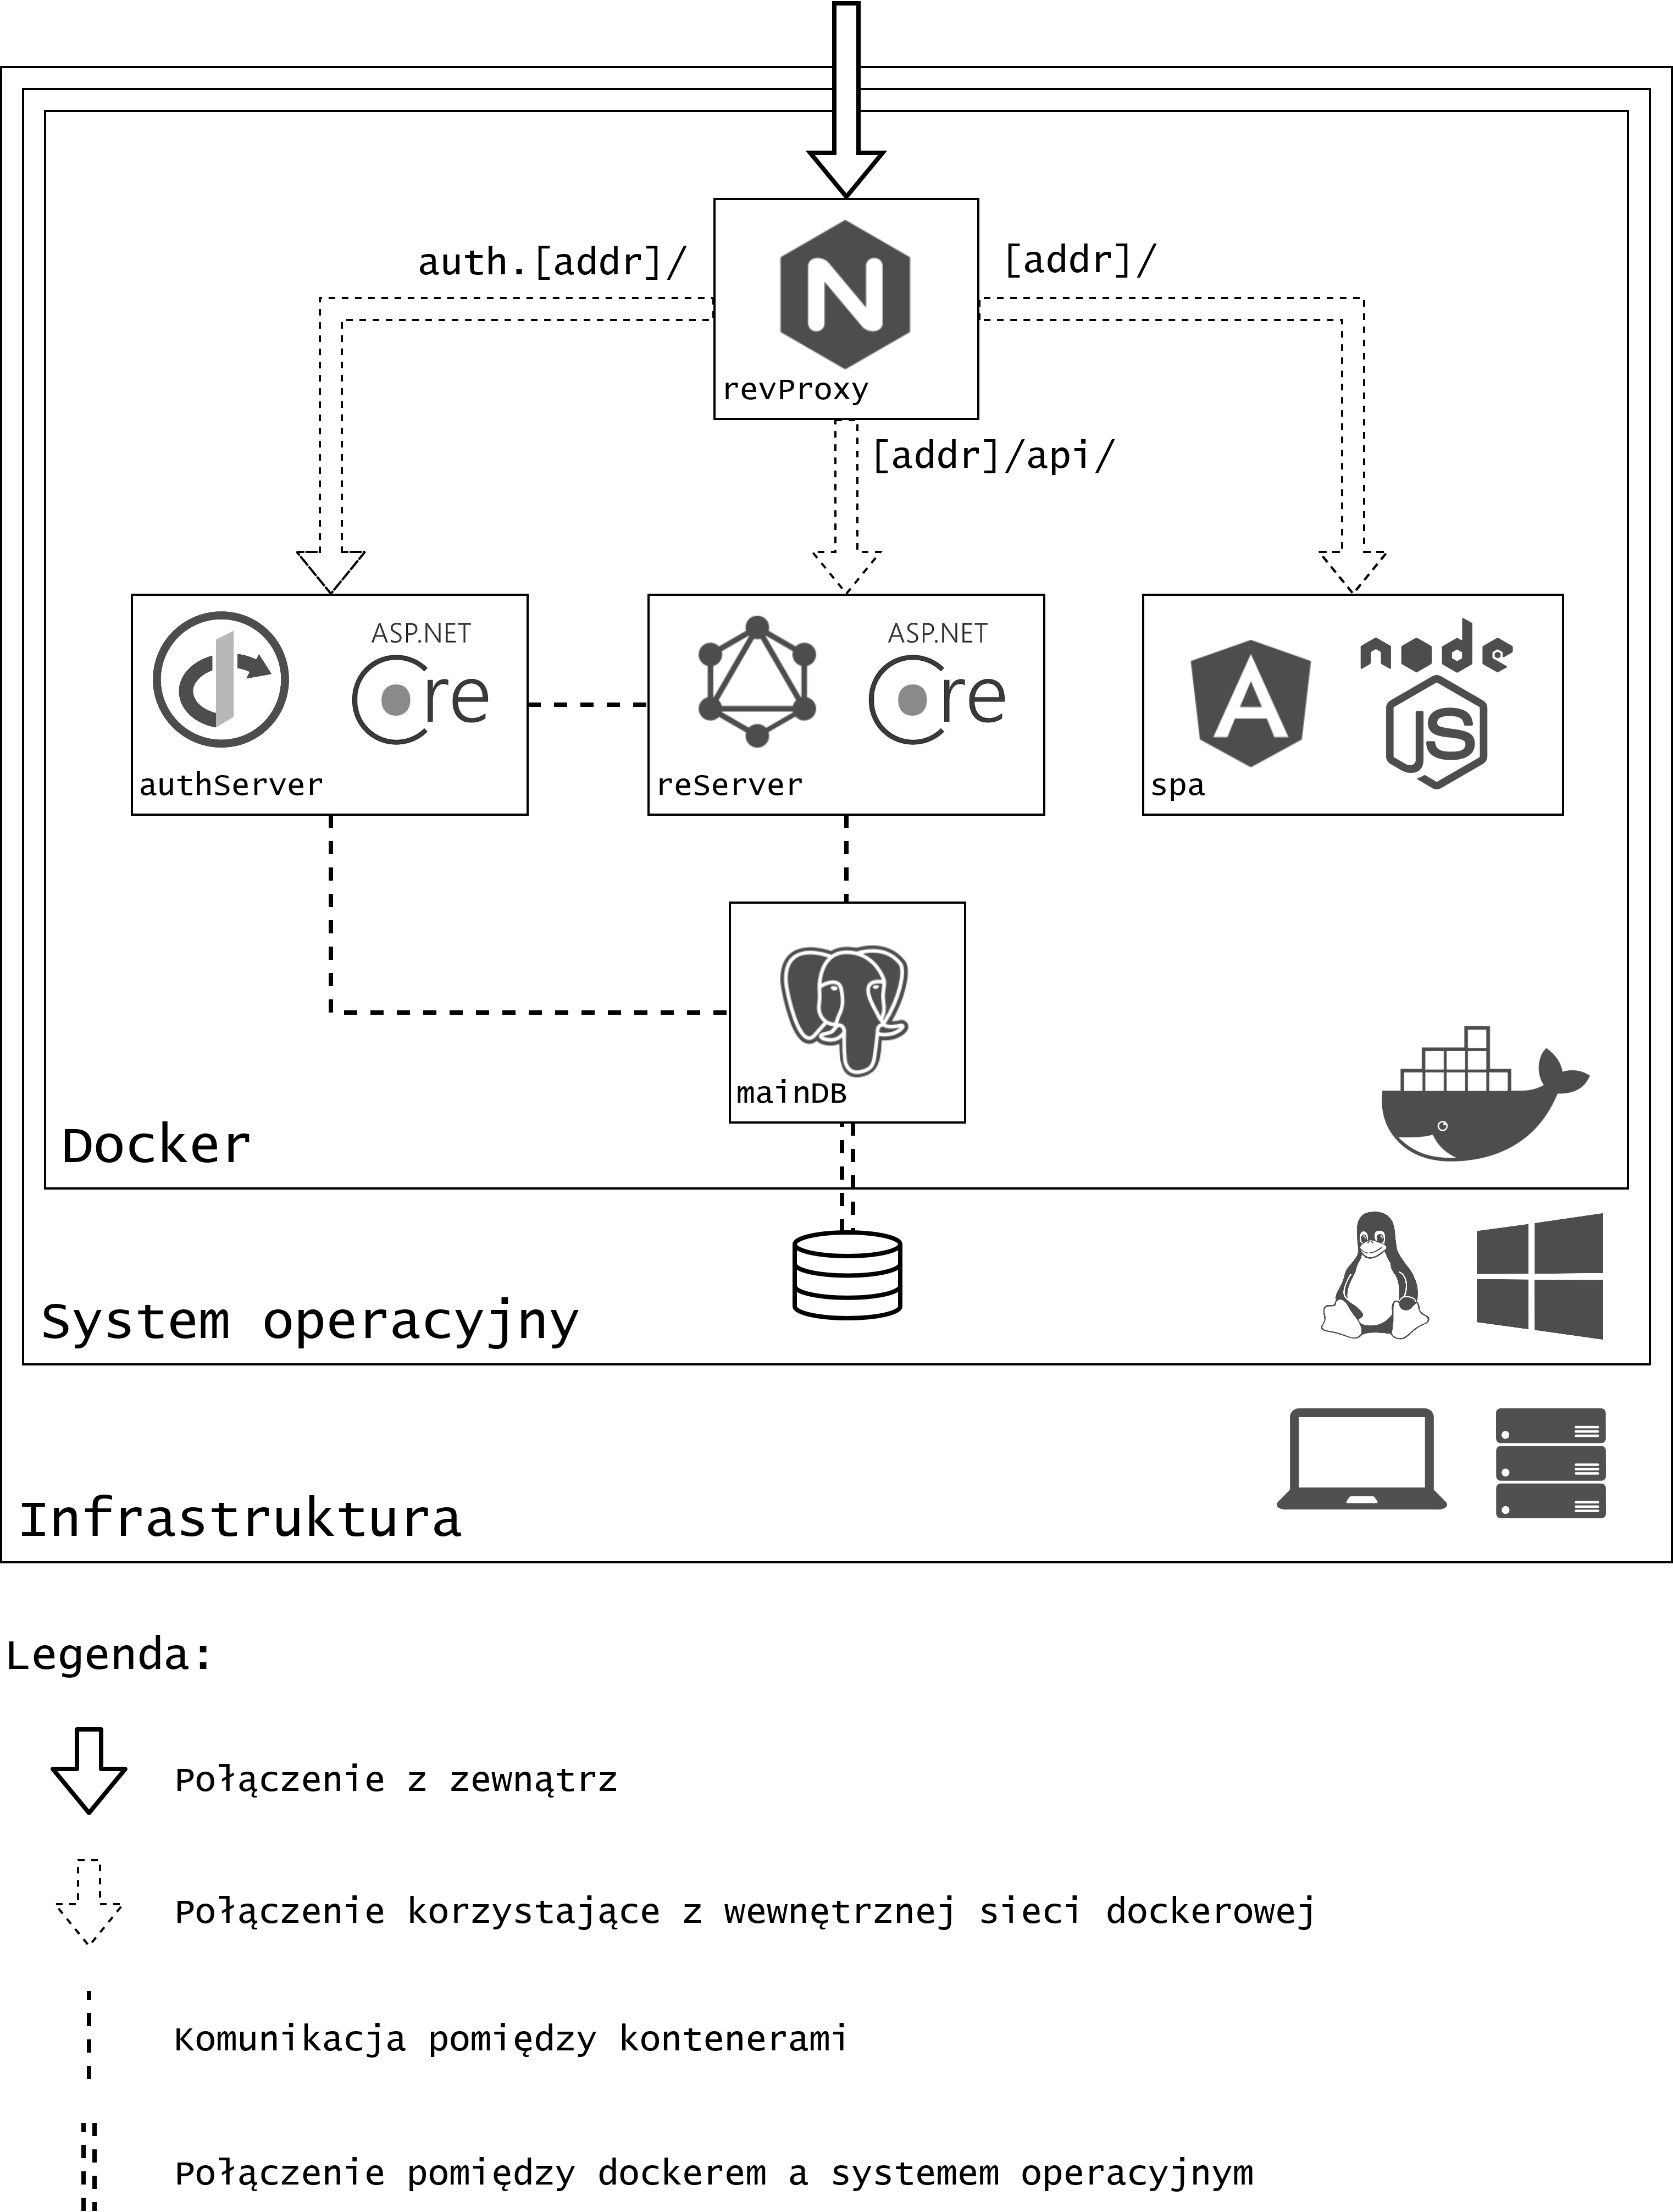 auth.[addr]/
[addr]/
revProxy
[addr]/api/
ASP.NET
Core
authServer
ASP.NET
Core
reServer
node
JS
spa
mainDB
Docker
System operacyjny
Infrastruktura
Legenda:
Połączenie z zewnątrz
Połączenie korzystające z wewnętrznej sieci dockerowej
Komunikacja pomiędzy kontenerami
Połączenie pomiędzy dockerem a systemem operacyjnym